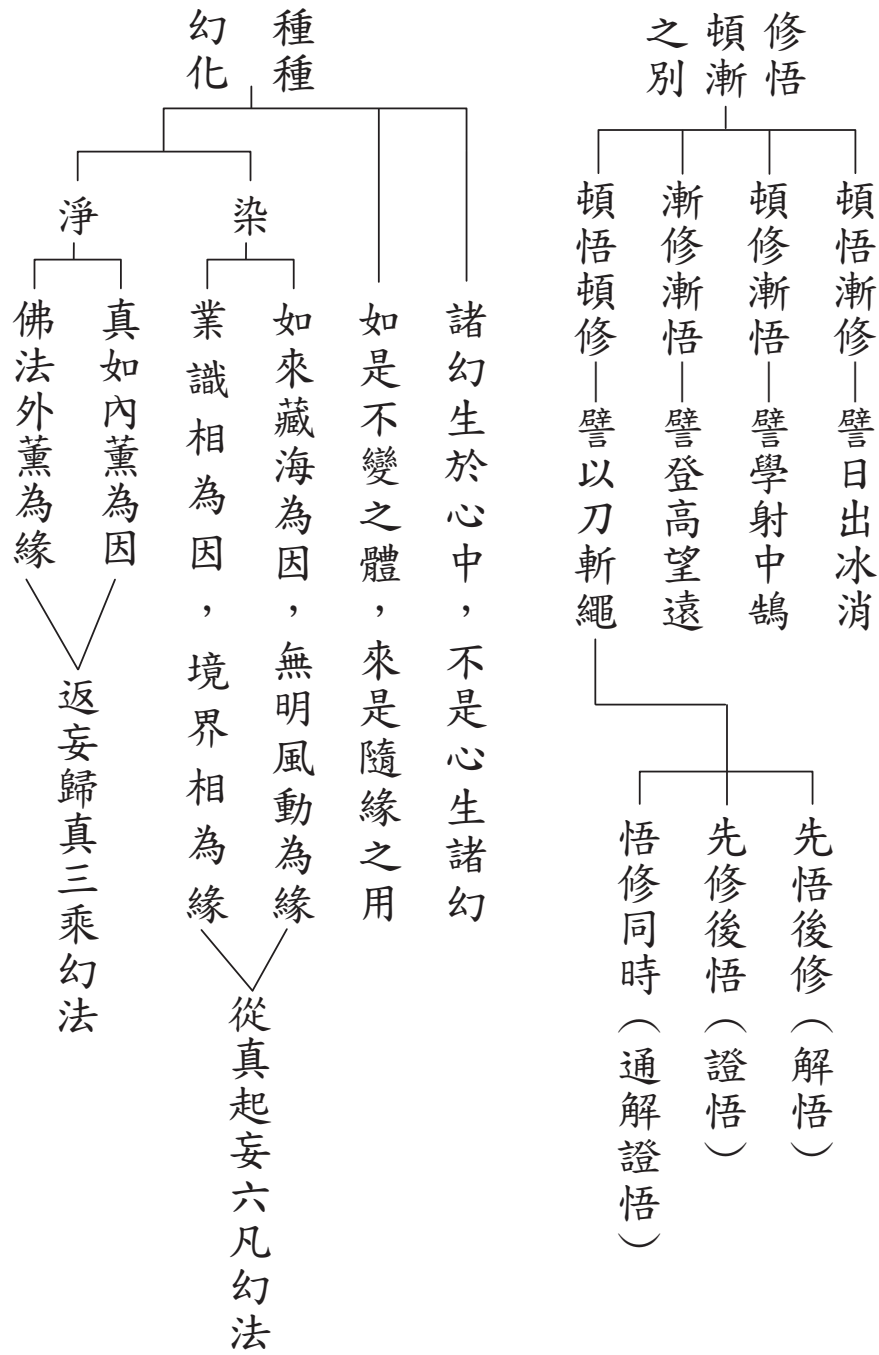 修悟
頓漸
之別
頓悟漸修
譬日出冰消
頓修漸悟
譬學射中鵠
漸修漸悟
譬登高望遠
頓悟頓修
譬以刀斬繩
先悟後修（解悟）
先修後悟（證悟）
悟修同時（通解證悟）
種種
幻化
諸幻生於心中，不是心生諸幻
如是不變之體，來是隨緣之用
染
如來藏海為因，無明風動為緣
業識相為因，境界相為緣
從真起妄六凡幻法
淨
真如內薰為因
佛法外薰為緣
返妄歸真三乘幻法